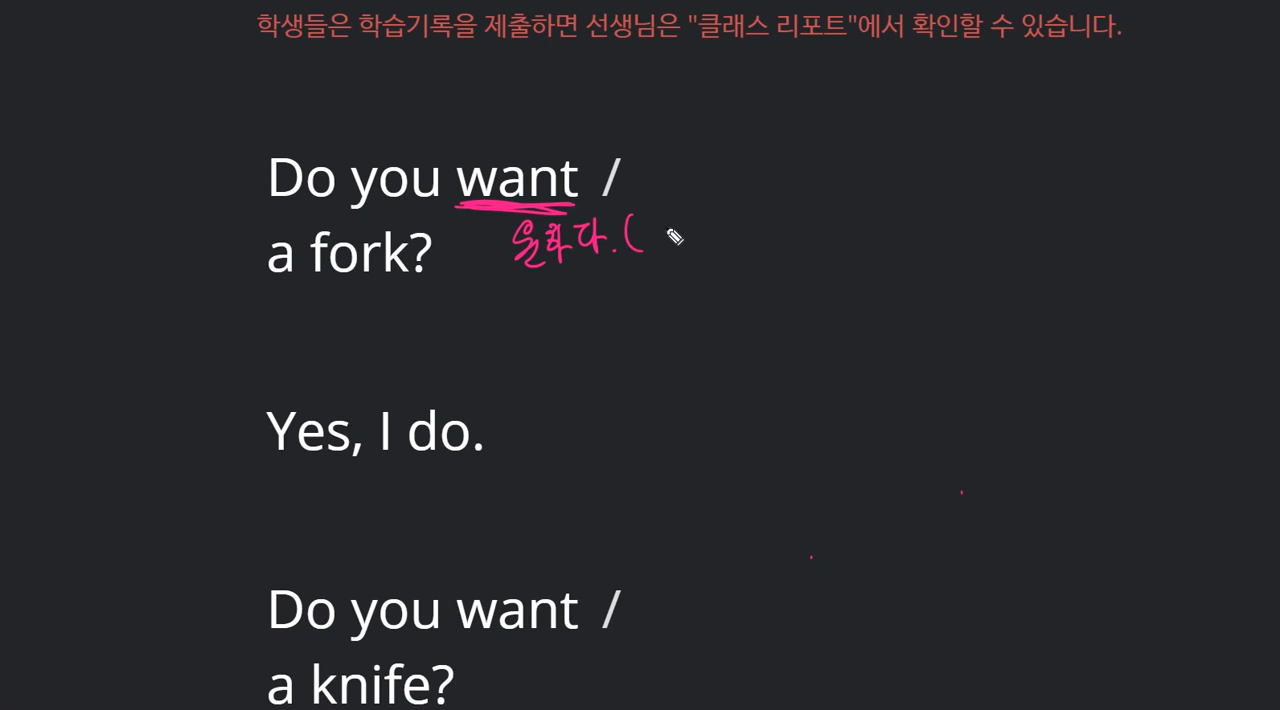 학생들은 학습기록을 제출하면 선생님은 "클래스 리포트"에서 확인할 수 있습니다.
Do you want /
원하다. (
a fork?
Yes, I do.
Do you want /
a knife?